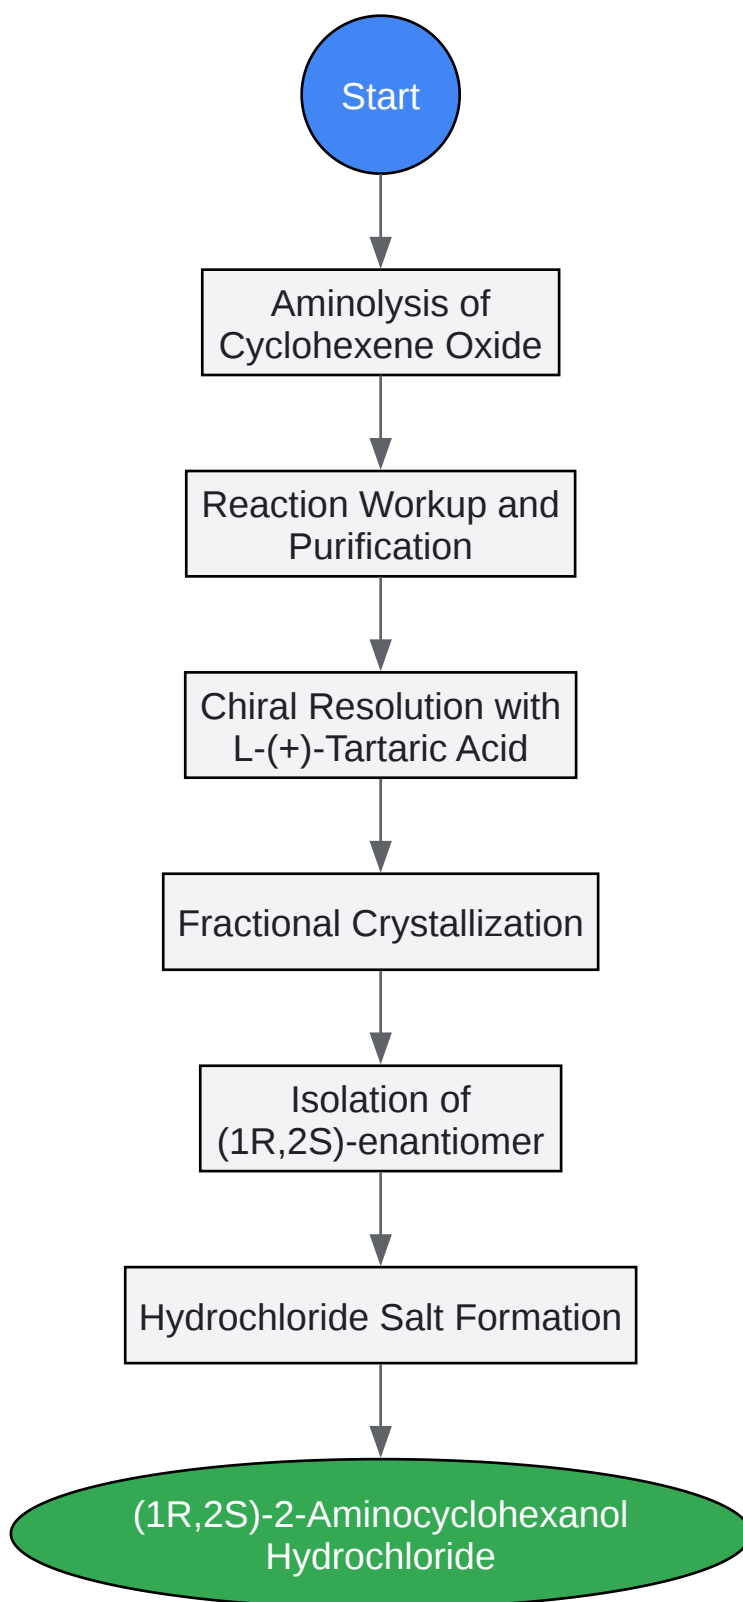 Start
Aminolysis of
Cyclohexene Oxide
Reaction Workup and
Purification
Chiral Resolution with
L-(+)-Tartaric Acid
Fractional Crystallization
Isolation of
(1R,2S)-enantiomer
Hydrochloride Salt Formation
(1R,2S)-2-Aminocyclohexanol
Hydrochloride